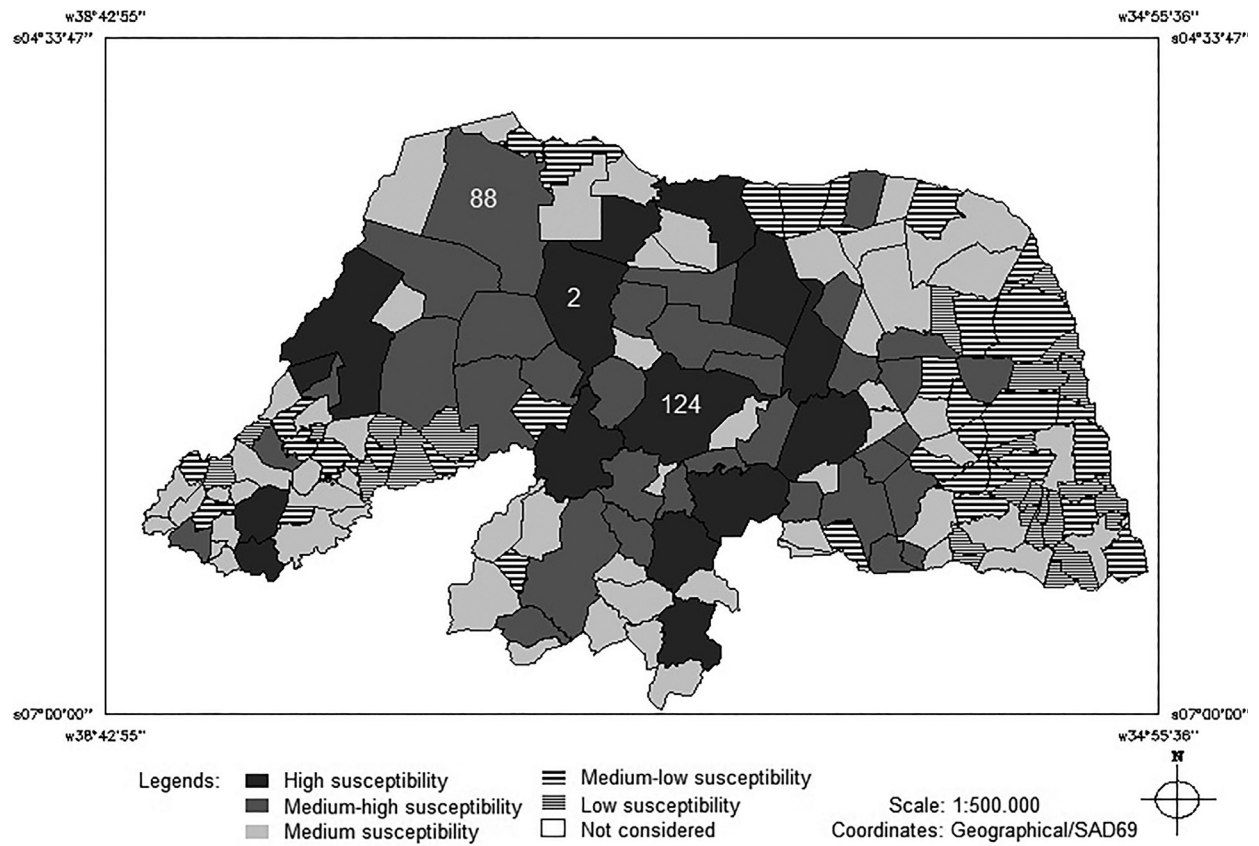 w38°42'55" w34°55'36"
s04°33'47" s04°33'47"
88
2
124
s07°00'00" s07°00'00"
w38°42'55" w34°55'36"
N
Legends: High susceptibility Medium-low susceptibility
Medium-high susceptibility Low susceptibility Scale: 1:500.000
Medium susceptibility Not considered Coordinates: Geographical/SAD69